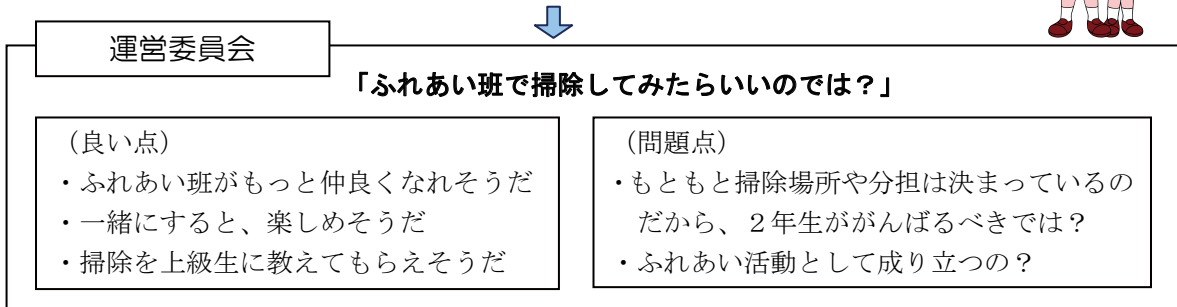 運営委員会
「ふれあい班で掃除してみたらいいのでは？」
（良い点）
・ふれあい班がもっと仲良くなれそうだ
・一緒にすると、楽しめそうだ
・掃除を上級生に教えてもらえそうだ
（問題点）
・もともと掃除場所や分担は決まっているの
だから、２年生ががんばるべきでは？
・ふれあい活動として成り立つの？